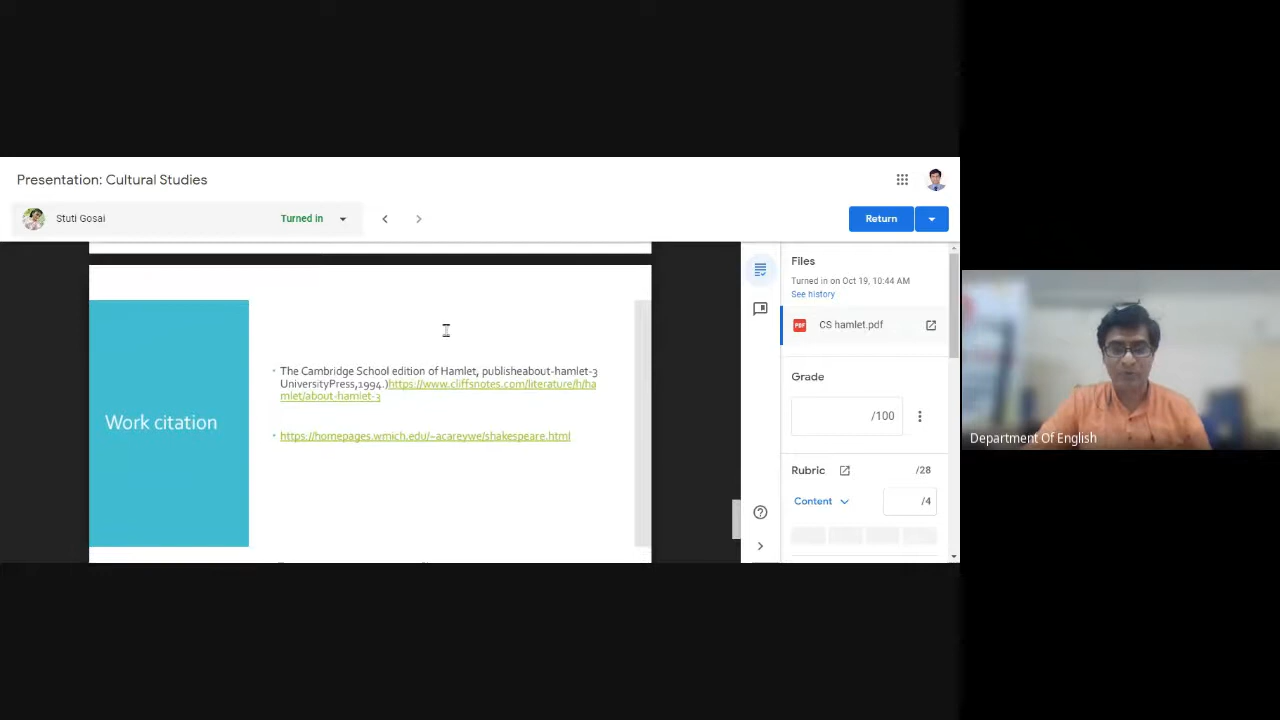 Presentation: Cultural Studies
Stuti Gosai
Turned in
Return
Work citation
The Cambridge School edition of Hamlet, publisheabout-hamlet-3
UniversityPress,1994.)https://www.cliffsnotes.com/literature/h/ha
mlet/about-hamlet-3
https://homepages.wmich.edu/~acareywe/shakespeare.html
Files
Turned in on Oct 19, 10:44 AM
See history
PDF
CS hamlet.pdf
Grade
/100
Rubric
/28
Content
/4
Department Of English